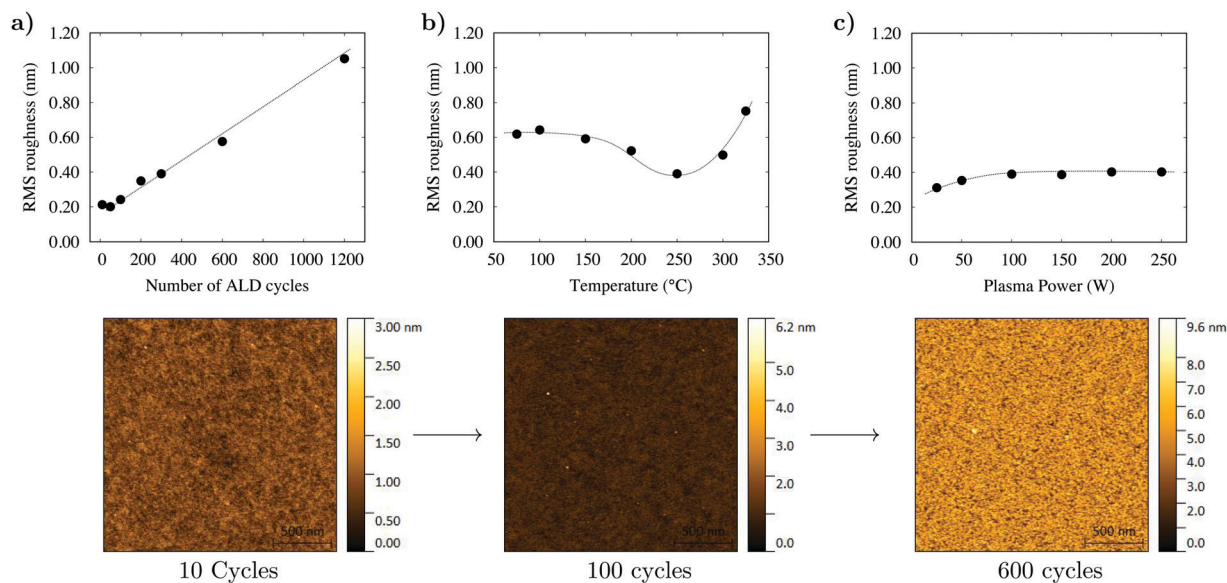 a)
1.20
1.00
0.80
0.60
0.40
0.20
0.00
RMS roughness (nm)
0 200 400 600 800 1000 1200
Number of ALD cycles
b)
1.20
1.00
0.80
0.60
0.40
0.20
0.00
RMS roughness (nm)
50 100 150 200 250 300 350
Temperature (°C)
c)
1.20
1.00
0.80
0.60
0.40
0.20
0.00
RMS roughness (nm)
0 50 100 150 200 250
Plasma Power (W)
3.00 nm
2.50
2.00
1.50
1.00
0.50
0.00
500 nm
10 Cycles
6.2 nm
5.0
4.0
3.0
2.0
1.0
0.0
500 nm
100 cycles
9.6 nm
8.0
7.0
6.0
5.0
4.0
3.0
2.0
1.0
0.0
500 nm
600 cycles